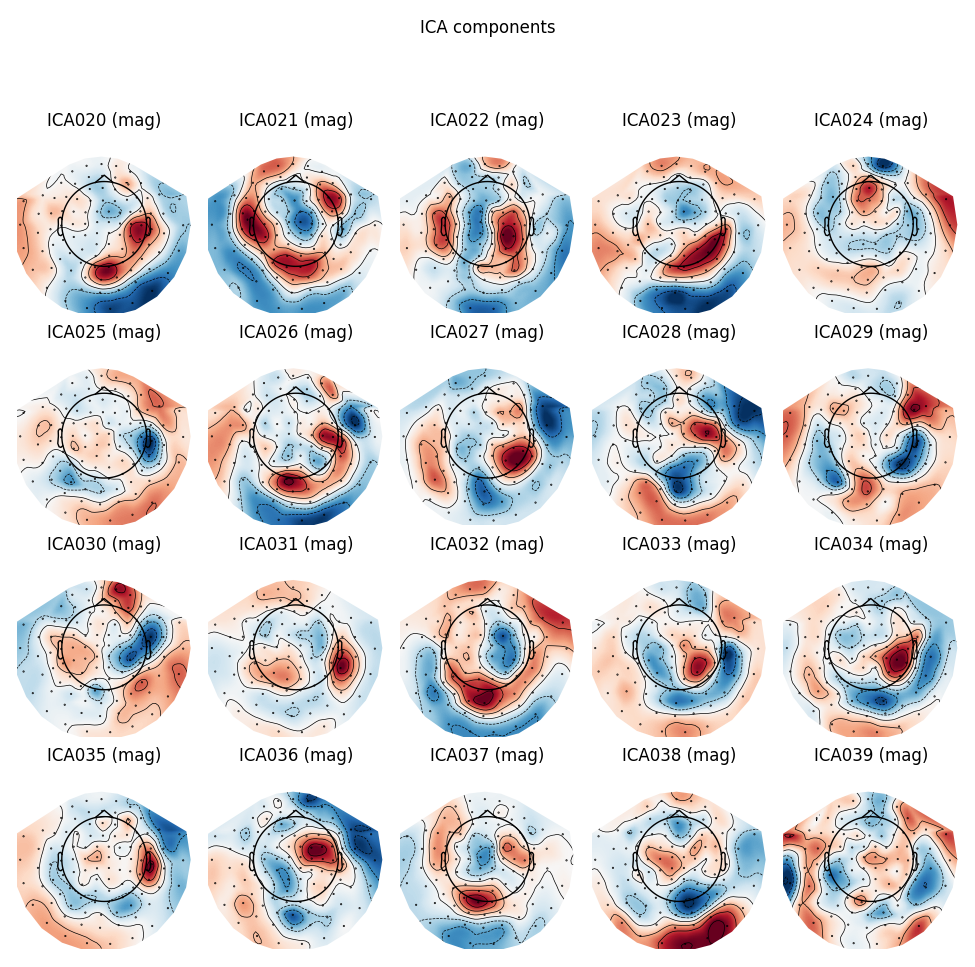 ICA components
ICA020 (mag) ICA021 (mag) ICA022 (mag) ICA023 (mag) ICA024 (mag)
ICA025 (mag) ICA026 (mag) ICA027 (mag) ICA028 (mag) ICA029 (mag)
ICA030 (mag) ICA031 (mag) ICA032 (mag) ICA033 (mag) ICA034 (mag)
ICA035 (mag) ICA036 (mag) ICA037 (mag) ICA038 (mag) ICA039 (mag)